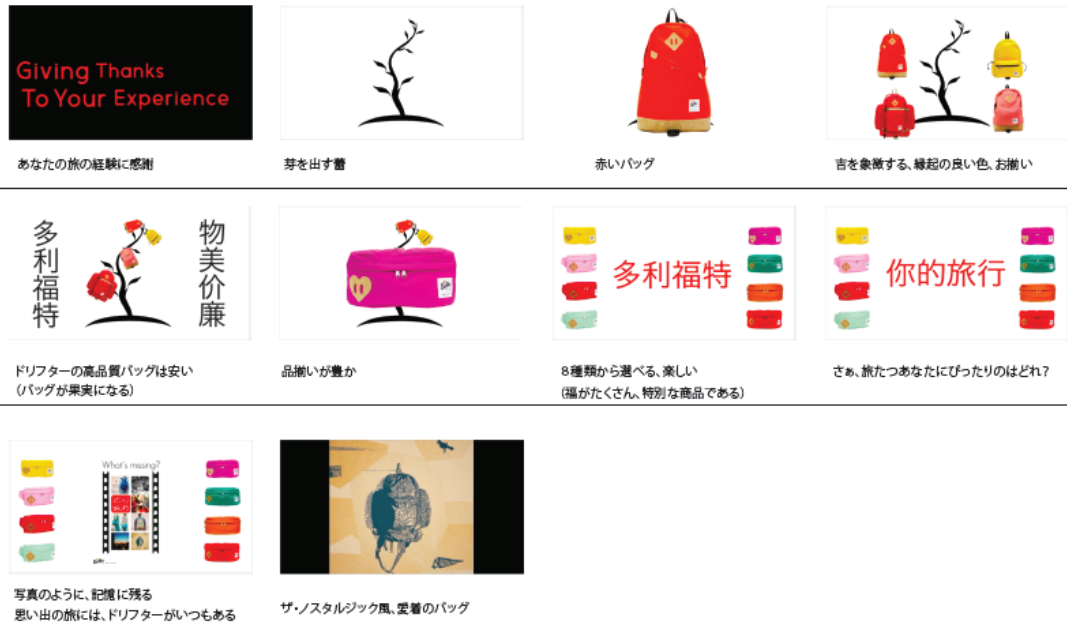 Giving Thanks
To Your Experience
あなたの旅の経験に感謝
芽を出す蕾
赤いバッグ
吉を象徴する、縁起の良い色、お揃い
多利福特
物美价廉
ドリフターの高品質バッグは安い
(バッグが果実になる)
品揃いが豊か
多利福特
8種類から選べる、楽しい
(福がたくさん、特別な商品である)
你的旅行
さぁ、旅たつあなたにぴったりのはどれ?
What's missing?
写真のように、記憶に残る
思い出の旅には、ドリフターがいつもある
ザ・ノスタルジック風、愛着のバッグ